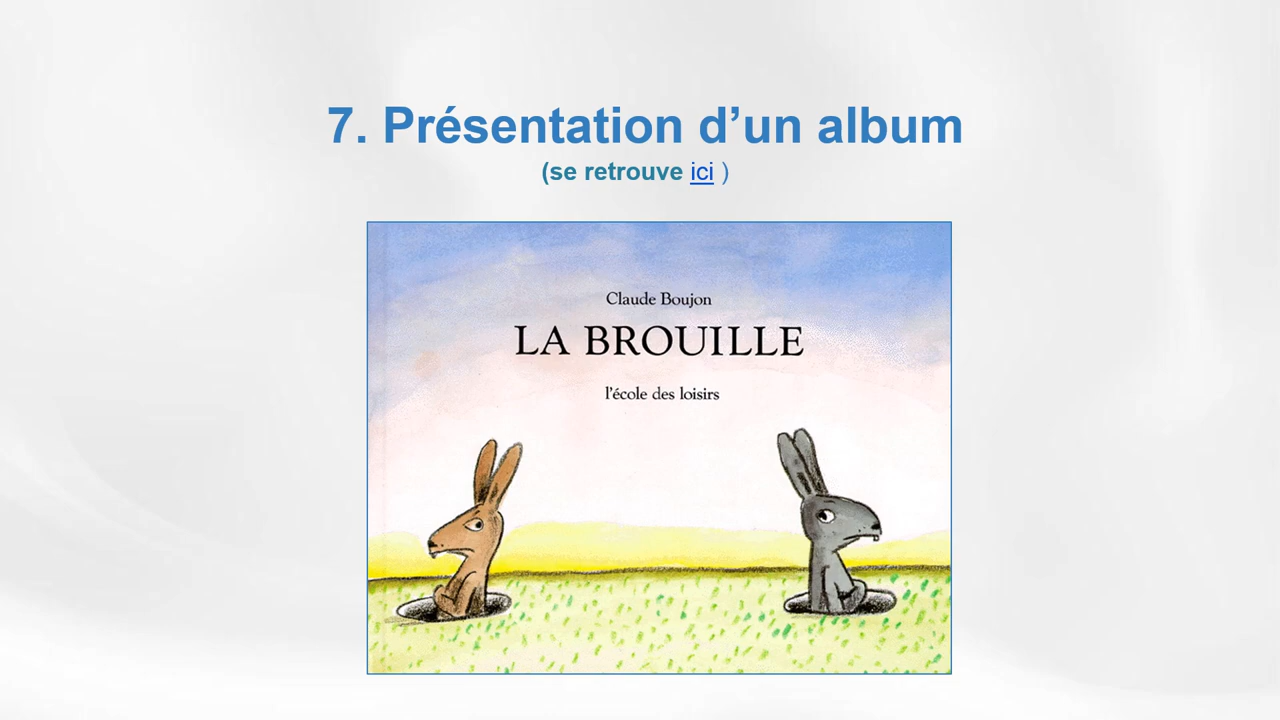 7. Présentation d’un album
(se retrouve ici )
Claude Boujon
LA BROUILLE
l'école des loisirs